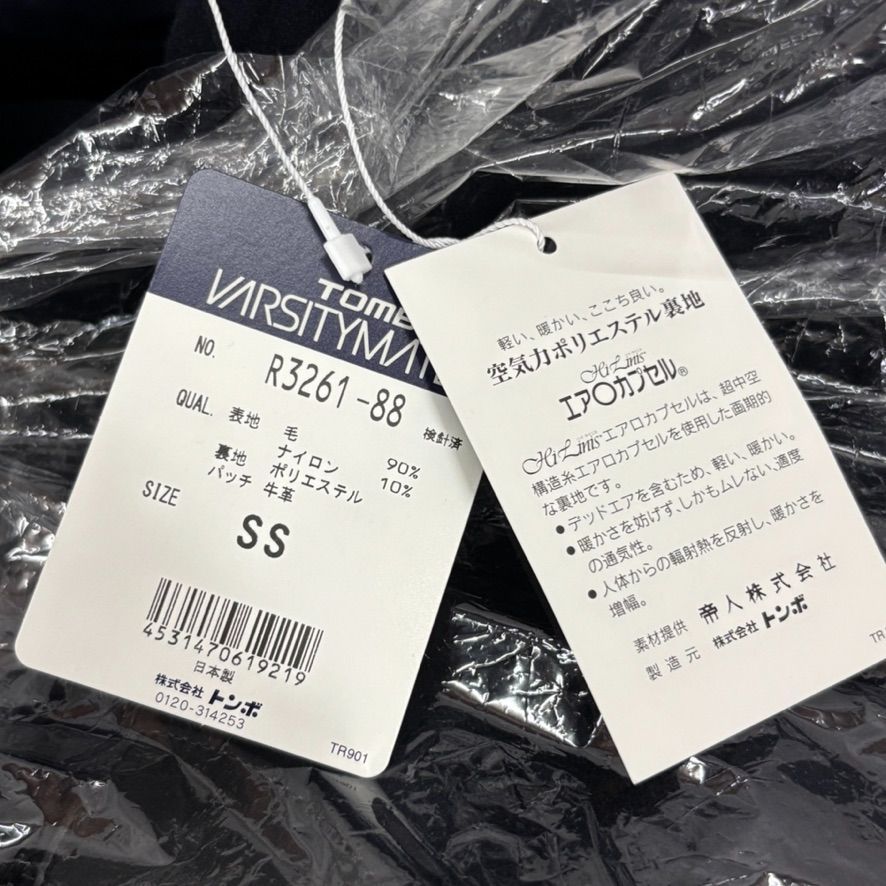 TOMB
VARSITYMATE
NO. R3261-88
検針済
QUAL. 表地 毛 90%
ナイロン 10%
裏地 ポリエステル
パッチ 牛革
SIZE SS
4531470619219
日本製
株式会社 トンボ
0120-314253
TR901
軽い、暖かい、ここち良い。
空気力ポリエステル裏地
Hi-Linis
エア〇カプセル®
Hi-Linis-エアロカプセルは、超中空
構造糸エアロカプセルを使用した画期的
な裏地です。
●デッドエアを含むため、軽い、暖かい。
●暖かさを妨げず、しかもムレない、適度
の通気性。
●人体からの輻射熱を反射し、暖かさを
増幅。
素材提供 帝人株式会社
製造元 株式会社 トンボ
TR